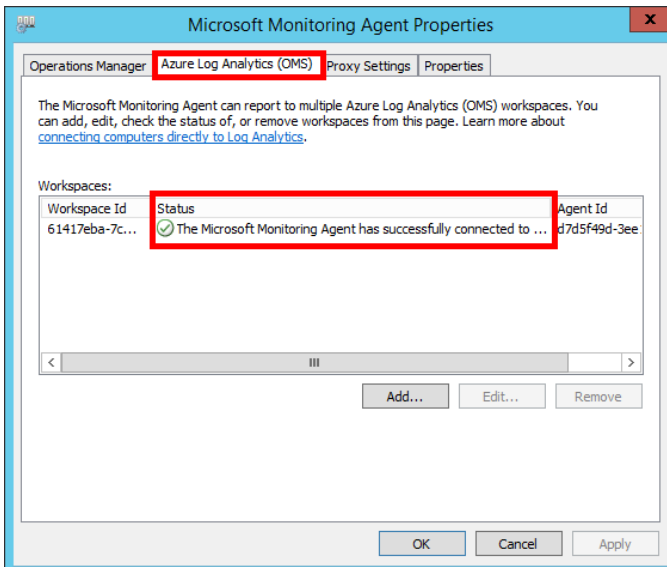 Microsoft Monitoring Agent Properties
x
Operations Manager Azure Log Analytics (OMS) Proxy Settings Properties
The Microsoft Monitoring Agent can report to multiple Azure Log Analytics (OMS) workspaces. You
can add, edit, check the status of, or remove workspaces from this page. Learn more about
connecting computers directly to Log Analytics.
Workspaces:
Workspace Id Status Agent Id
61417eba-7c... The Microsoft Monitoring Agent has successfully connected to ... d7d5f49d-3ee
Add... Edit... Remove
OK Cancel Apply